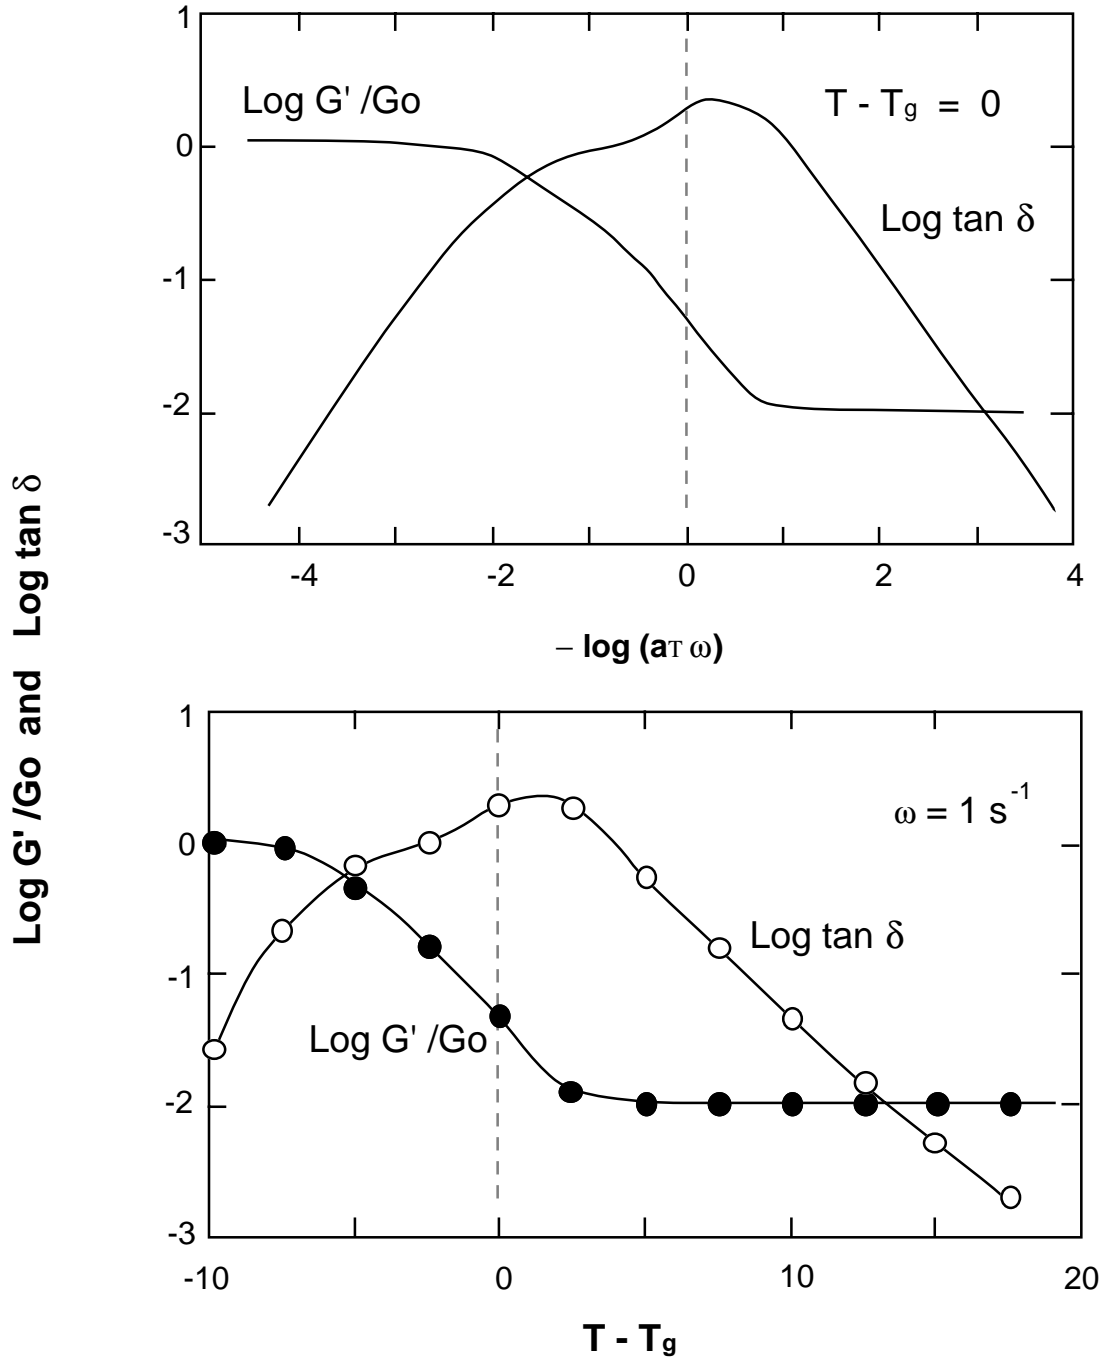 1
Log G' /Go
T - Tg = 0
0
Log tan δ
-1
-2
-3
-4 -2 0 2 4
– log (aT ω)
Log G' /Go and Log tan δ
1
ω = 1 s-1
0
Log tan δ
-1
Log G' /Go
-2
-3
-10 0 10 20
T - Tg